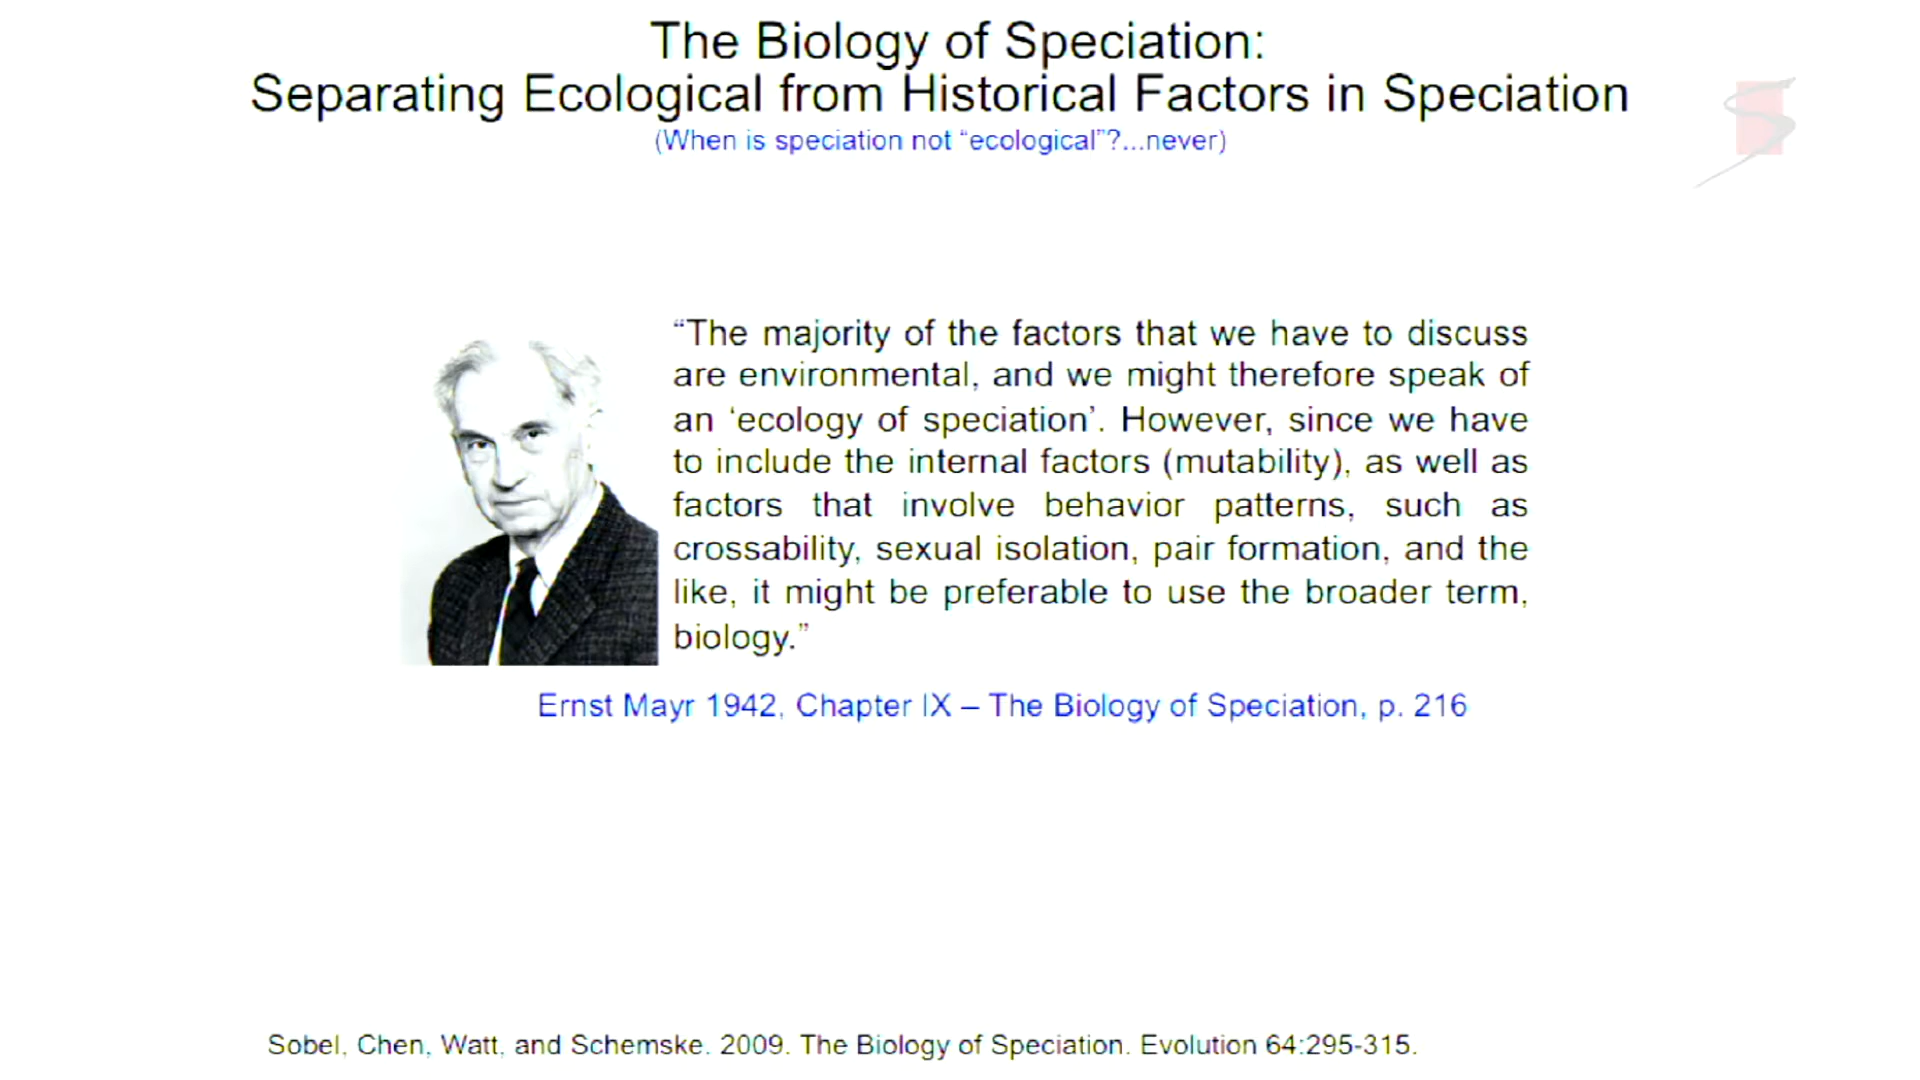 The Biology of Speciation:
Separating Ecological from Historical Factors in Speciation
(When is speciation not “ecological”?...never)
“The majority of the factors that we have to discuss
are environmental, and we might therefore speak of
an ‘ecology of speciation’. However, since we have
to include the internal factors (mutability), as well as
factors that involve behavior patterns, such as
crossability, sexual isolation, pair formation, and the
like, it might be preferable to use the broader term,
biology.”
Ernst Mayr 1942, Chapter IX – The Biology of Speciation, p. 216
Sobel, Chen, Watt, and Schemske. 2009. The Biology of Speciation. Evolution 64:295-315.